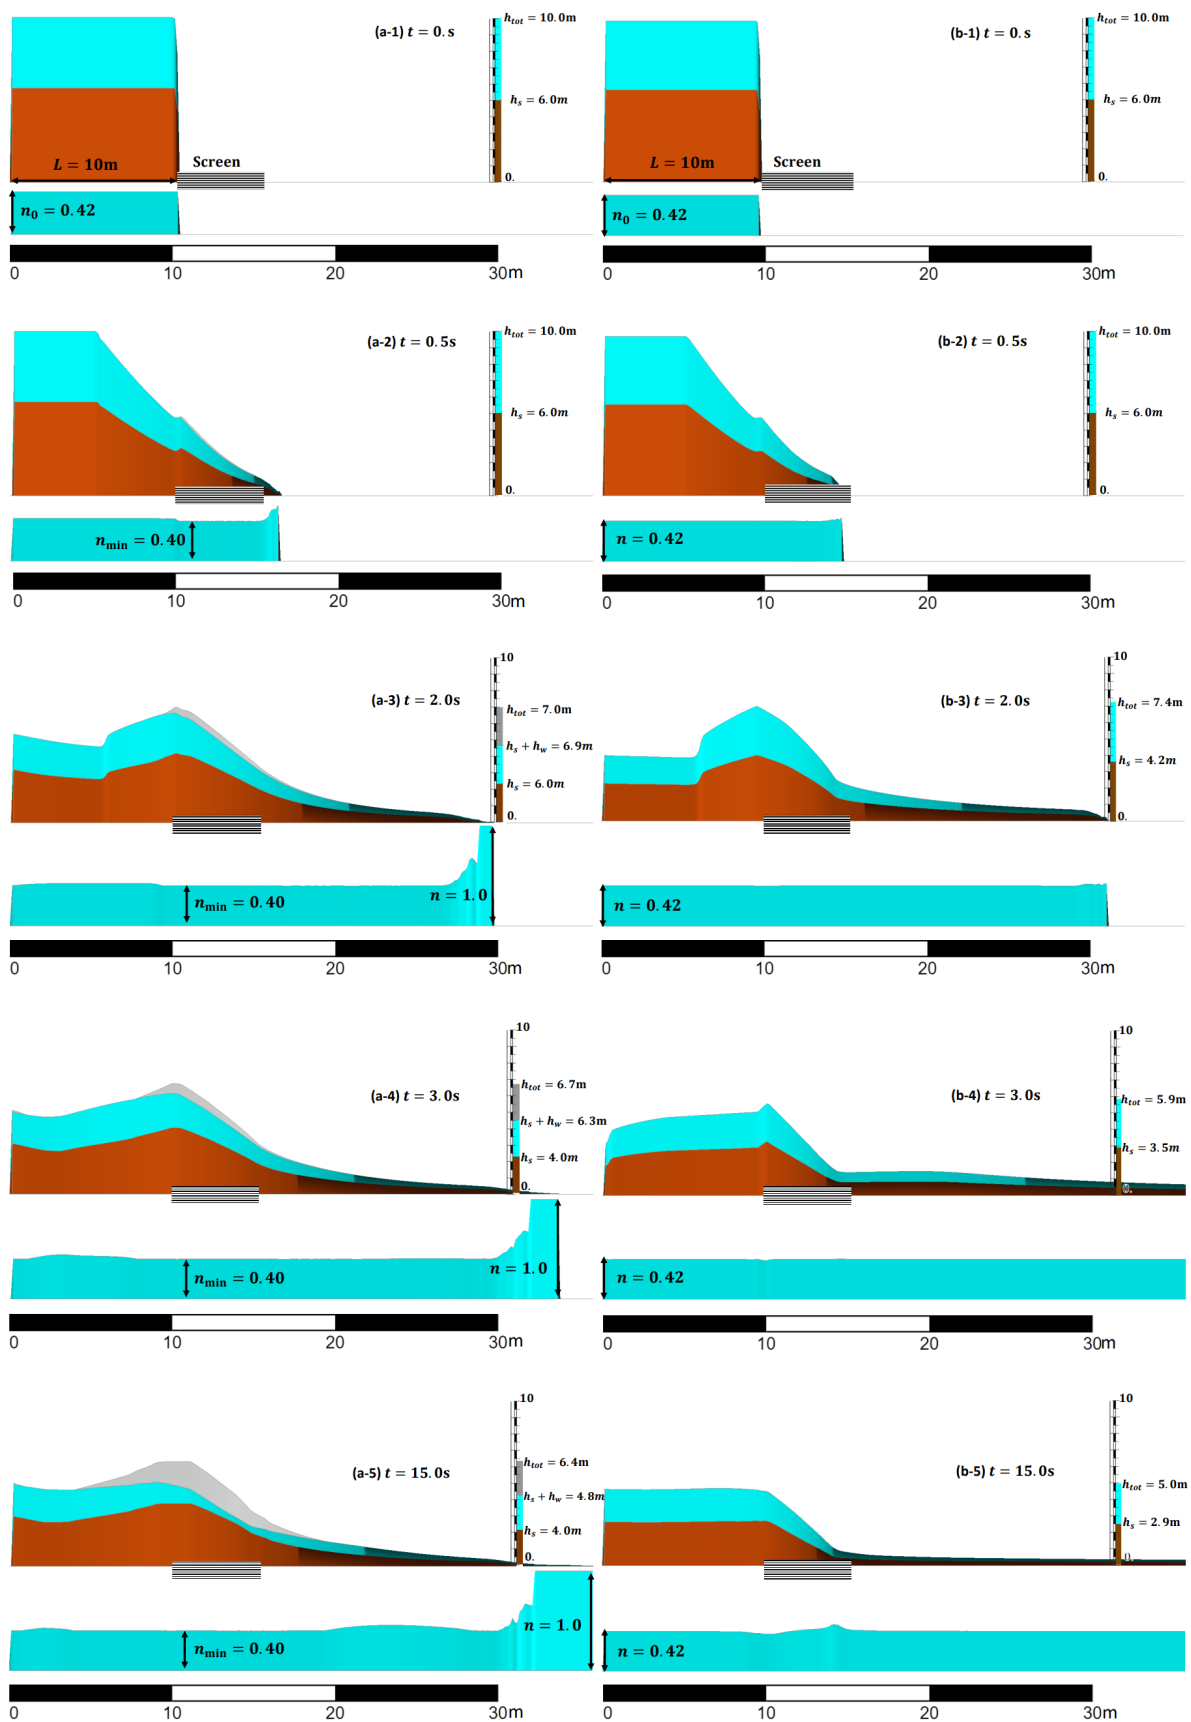 (a-1) t = 0. s
h_tot = 10.0m
h_s = 6.0m
0.
L = 10m
Screen
n_0 = 0.42
0 10 20 30m
(b-1) t = 0. s
h_tot = 10.0m
h_s = 6.0m
0.
L = 10m
Screen
n_0 = 0.42
0 10 20 30m
(a-2) t = 0.5s
h_tot = 10.0m
h_s = 6.0m
0.
n_min = 0.40
0 10 20 30m
(b-2) t = 0.5s
h_tot = 10.0m
h_s = 6.0m
0.
n = 0.42
0 10 20 30m
10
(a-3) t = 2.0s
h_tot = 7.0m
h_s + h_w = 6.9m
h_s = 6.0m
0.
n_min = 0.40
n = 1.0
0 10 20 30m
10
(b-3) t = 2.0s
h_tot = 7.4m
h_s = 4.2m
0.
n = 0.42
0 10 20 30m
10
(a-4) t = 3.0s
h_tot = 6.7m
h_s + h_w = 6.3m
h_s = 4.0m
0.
n_min = 0.40
n = 1.0
0 10 20 30m
10
(b-4) t = 3.0s
h_tot = 5.9m
h_s = 3.5m
0.
n = 0.42
0 10 20 30m
10
(a-5) t = 15.0s
h_tot = 6.4m
h_s + h_w = 4.8m
h_s = 4.0m
0.
n_min = 0.40
n = 1.0
0 10 20 30m
10
(b-5) t = 15.0s
h_tot = 5.0m
h_s = 2.9m
0.
n = 0.42
0 10 20 30m